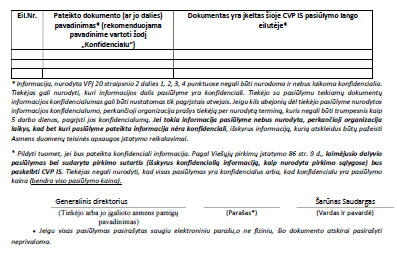 Eil.Nr. Pateikto dokumento (ar jo dalies) Dokumentas yra įkeltas šioje CVP IS pasiūlymo lango
pavadinimas* (rekomenduojama eilutėje*
pavadinime vartoti žodį
„Konfidencialu“)
* Informacija, nurodyta VPĮ 20 straipsnio 2 dalies 1, 2, 3, 4 punktuose negali būti nurodoma ir nebus laikoma konfidencialia.
Tiekėjas gali nurodyti, kuri informacijos dalis pasiūlyme yra konfidenciali. Tiekėjo su pasiūlymu teikiamų dokumentų
informacijos konfidencialumas gali būti nustatomas tik pagrįstais atvejais. Jeigu kils abejonių dėl tiekėjo pasiūlyme nurodytos
informacijos konfidencialumo, perkančioji organizacija prašys tiekėją per nurodytą terminą, kuris negali būti trumpesnis kaip
5 darbo dienos, pagrįsti jos konfidencialumą. Jei tokia informacija pasiūlyme nebus nurodyta, perkančioji organizacija
laikys, kad bet kuri pasiūlyme pateikta informacija nėra konfidenciali, išskyrus informaciją, kurią atskleidus būtų pažeisti
Asmens duomenų teisinės apsaugos įstatymo reikalavimai.
* Pildyti tuomet, jei bus pateikta konfidenciali informacija. Pagal Viešųjų pirkimų įstatymo 86 str. 9 d., laimėjusio dalyvio
pasiūlymas bei sudaryta pirkimo sutartis (išskyrus konfidencialią informaciją, kaip nurodyta pirkimo sąlygose) bus
paskelbti CVP IS. Tiekėjas negali nurodyti, kad visas pasiūlymas yra konfidencialus arba, kad konfidencialu yra pasiūlymo
kaina (bendra viso pasiūlymo kaina).
Generalinis direktorius Šarūnas Saudargas
(Tiekėjo arba jo įgalioto asmens pareigų (Parašas*) (Vardas ir pavardė)
pavadinimas)
• Jeigu visas pasiūlymas pasirašytas saugiu elektroniniu parašu,o ne fiziniu, šio dokumento atskirai pasirašyti
neprivaloma.